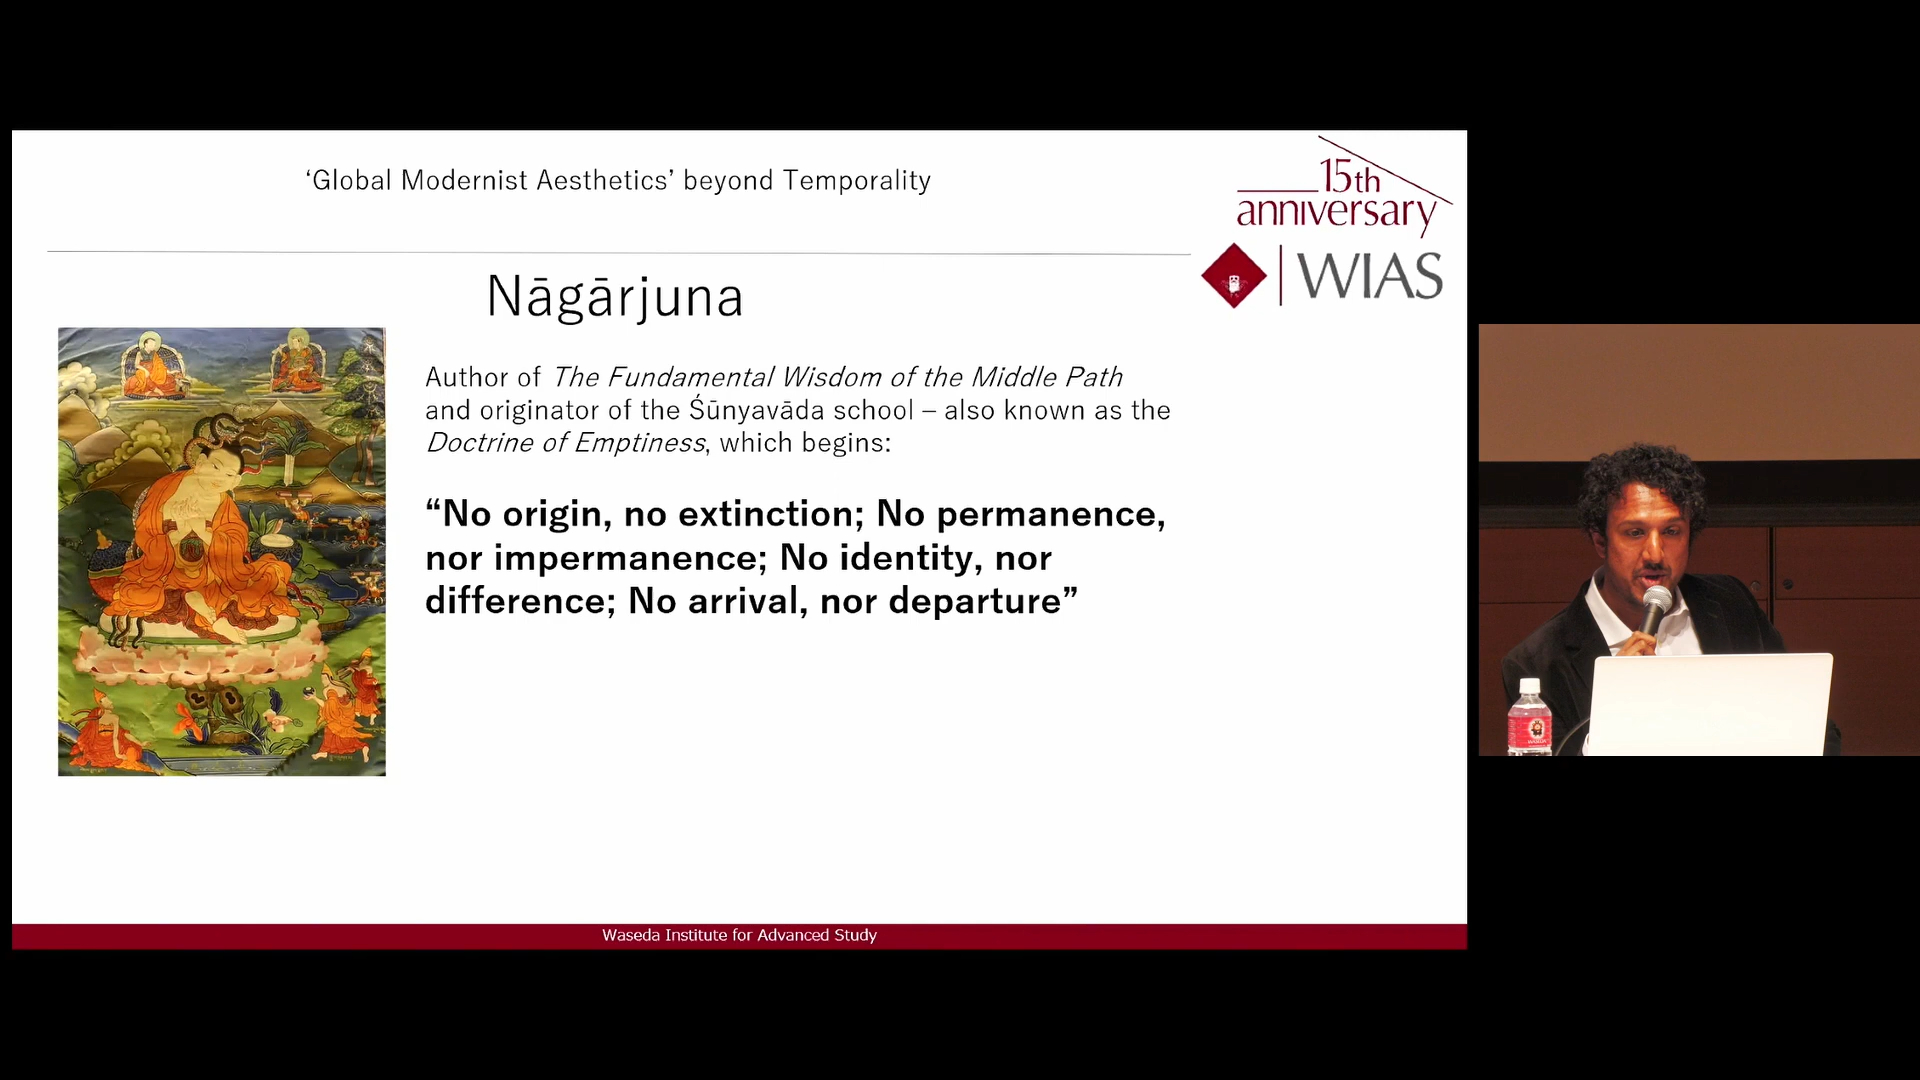 ‘Global Modernist Aesthetics’ beyond Temporality
15th
anniversary
WIAS
Nāgārjuna
Author of The Fundamental Wisdom of the Middle Path
and originator of the Śūnyavāda school – also known as the
Doctrine of Emptiness, which begins:
“No origin, no extinction; No permanence,
nor impermanence; No identity, nor
difference; No arrival, nor departure”
Waseda Institute for Advanced Study